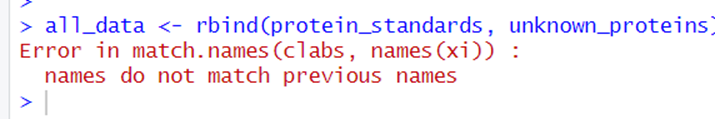 >
> all_data <- rbind(protein_standards, unknown_proteins)
Error in match.names(clabs, names(xi)) :
  names do not match previous names
>